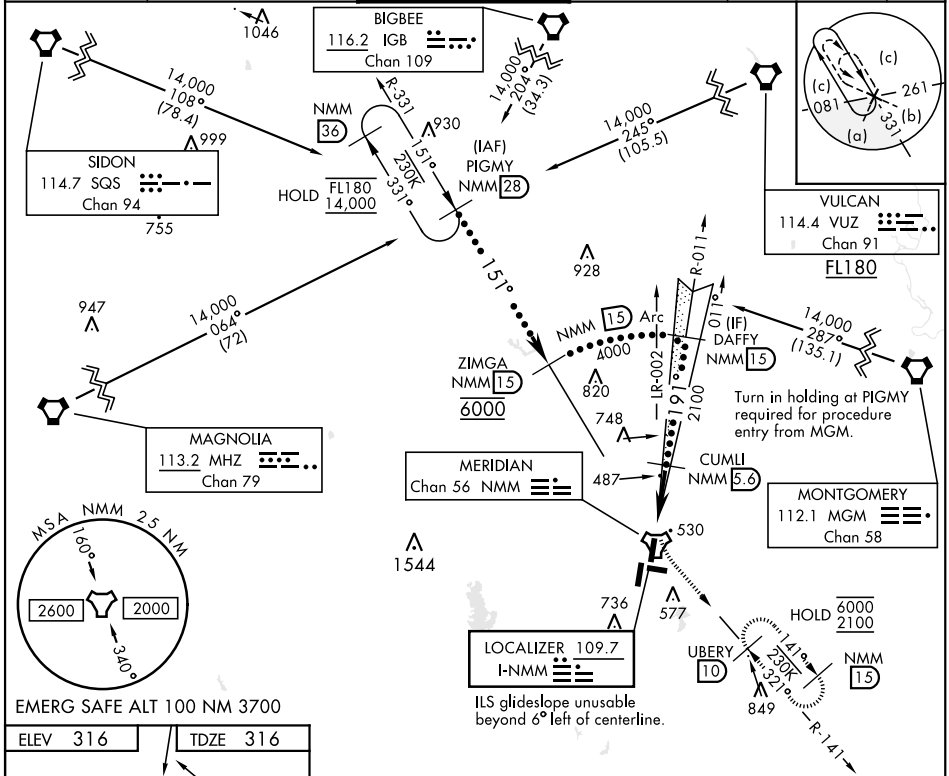 1046
BIGBEE
116.2 IGB
Chan 109
14,000
204°
(34.3)
(c)
(c)
081
261
(a)
(b)
331
14,000
108°
(78.4)
R-331
NMM
36
930
151°
230K
331°
HOLD FL180
14,000
(IAF)
PIGMY
NMM 28
14,000
245°
(105.5)
999
SIDON
114.7 SQS
Chan 94
755
VULCAN
114.4 VUZ
Chan 91
FL180
928
151°
R-011
011°
947
14,000
064°
(72)
NMM 15 Arc
4000
LR-002
(IF)
DAFFY
NMM 15
14,000
287°
(135.1)
ZIMGA
NMM 15
6000
820
191°
2100
748
Turn in holding at PIGMY
required for procedure
entry from MGM.
MAGNOLIA
113.2 MHZ
Chan 79
MERIDIAN
Chan 56 NMM
487
CUMLI
NMM 5.6
MONTGOMERY
112.1 MGM
Chan 58
530
MSA NMM 25 NM
160°
2600
2000
340°
1544
736
577
HOLD 6000
2100
LOCALIZER 109.7
I-NMM
UBERY
10
141°
230K
321°
NMM
15
849
R-141
ILS glideslope unusable
beyond 6° left of centerline.
EMERG SAFE ALT 100 NM 3700
ELEV 316
TDZE 316